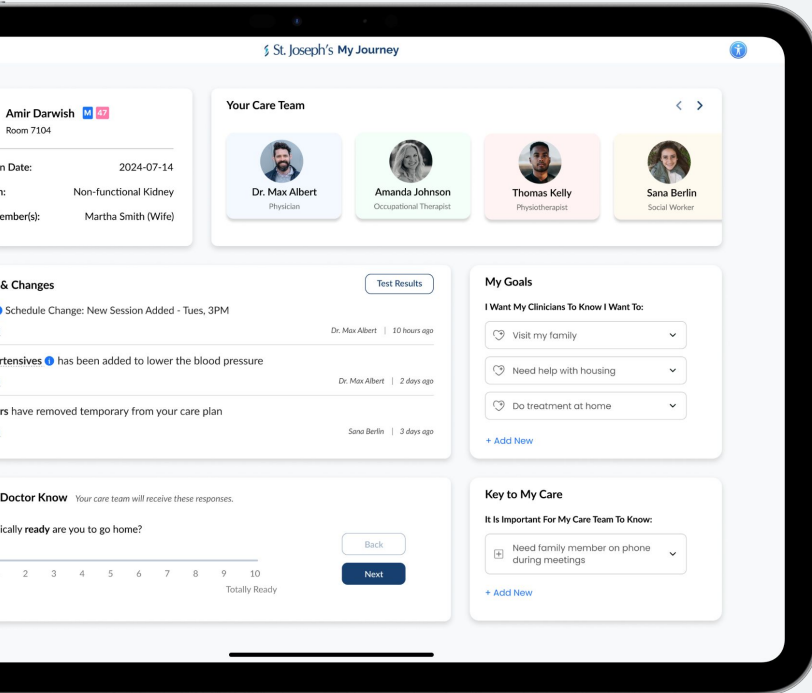 St. Joseph's My Journey
Amir Darwish M 47
Room 7104
n Date: 2024-07-14
n: Non-functional Kidney
ember(s): Martha Smith (Wife)
Your Care Team
Dr. Max Albert
Physician
Amanda Johnson
Occupational Therapist
Thomas Kelly
Physiotherapist
Sana Berlin
Social Worker
& Changes
Test Results
Schedule Change: New Session Added - Tues, 3PM
Dr. Max Albert | 10 hours ago
rtensives has been added to lower the blood pressure
Dr. Max Albert | 2 days ago
rs have removed temporary from your care plan
Sana Berlin | 3 days ago
My Goals
I Want My Clinicians To Know I Want To:
Visit my family
Need help with housing
Do treatment at home
+ Add New
Doctor Know Your care team will receive these responses.
ically ready are you to go home?
2 3 4 5 6 7 8 9 10
Totally Ready
Back
Next
Key to My Care
It Is Important For My Care Team To Know:
Need family member on phone
during meetings
+ Add New